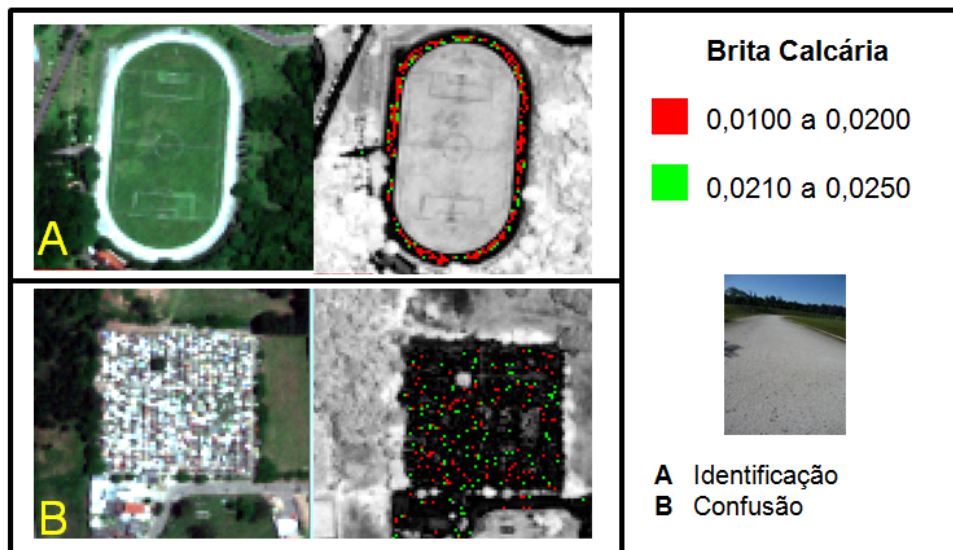 A
B
Brita Calcária
0,0100 a 0,0200
0,0210 a 0,0250
A Identificação
B Confusão